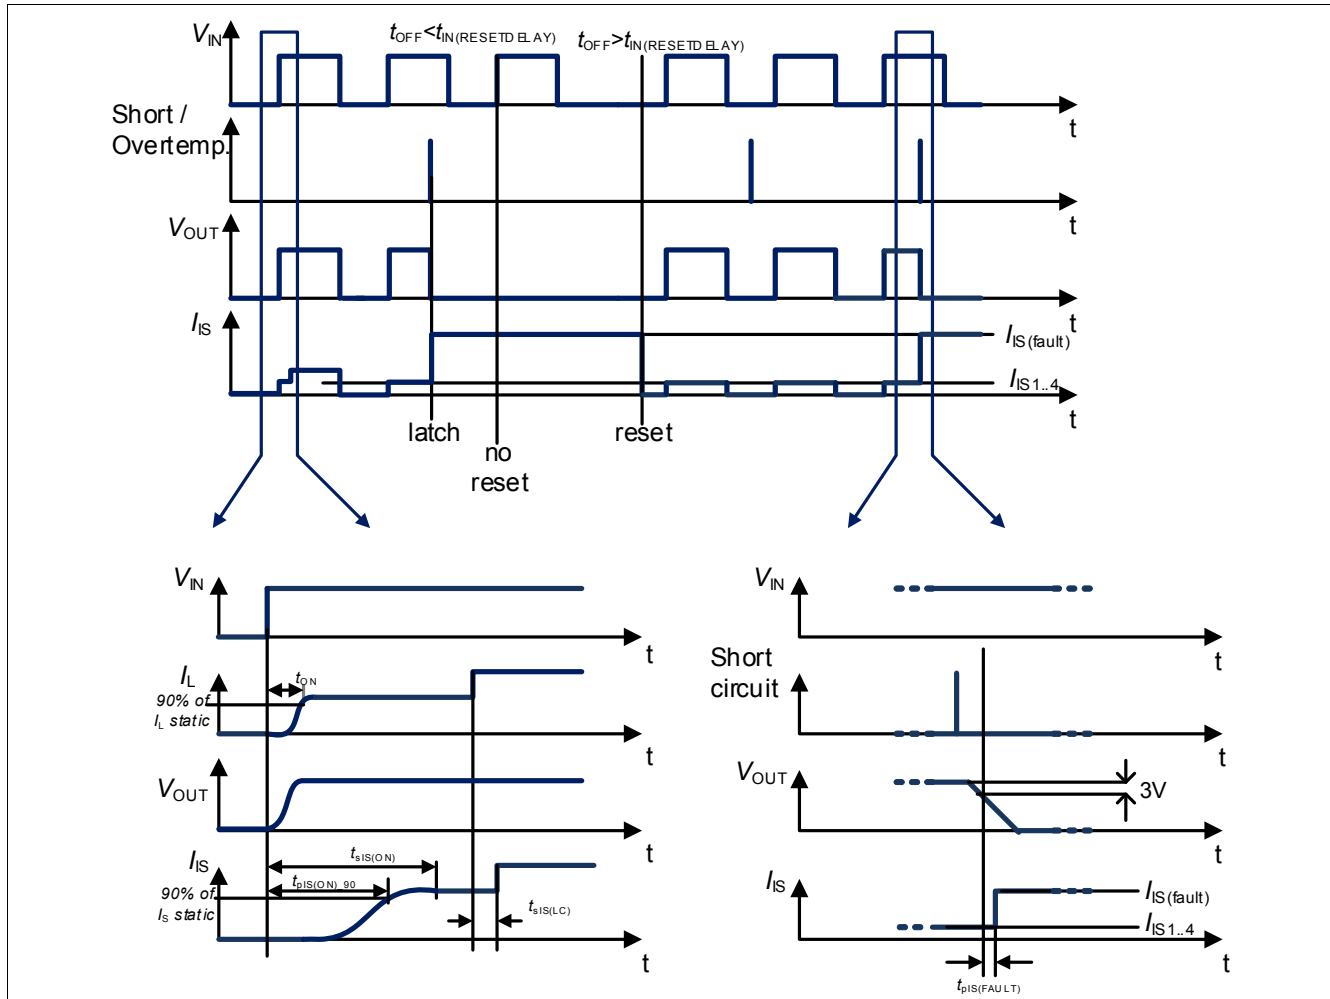 VIN
tOFF<tIN(RESETDELAY)
tOFF>tIN(RESETDELAY)
t
Short /
Overtemp.
t
VOUT
t
IIS
IIS(fault)
IIS1..4
t
latch
no
reset
reset
VIN
t
IL
tON
90% of
IL static
t
VOUT
t
IIS
tsIS(ON)
tpIS(ON)_90
90% of
IS static
tsIS(LC)
t
VIN
t
Short
circuit
t
VOUT
3V
t
IIS
IIS(fault)
IIS1..4
t
tpIS(FAULT)